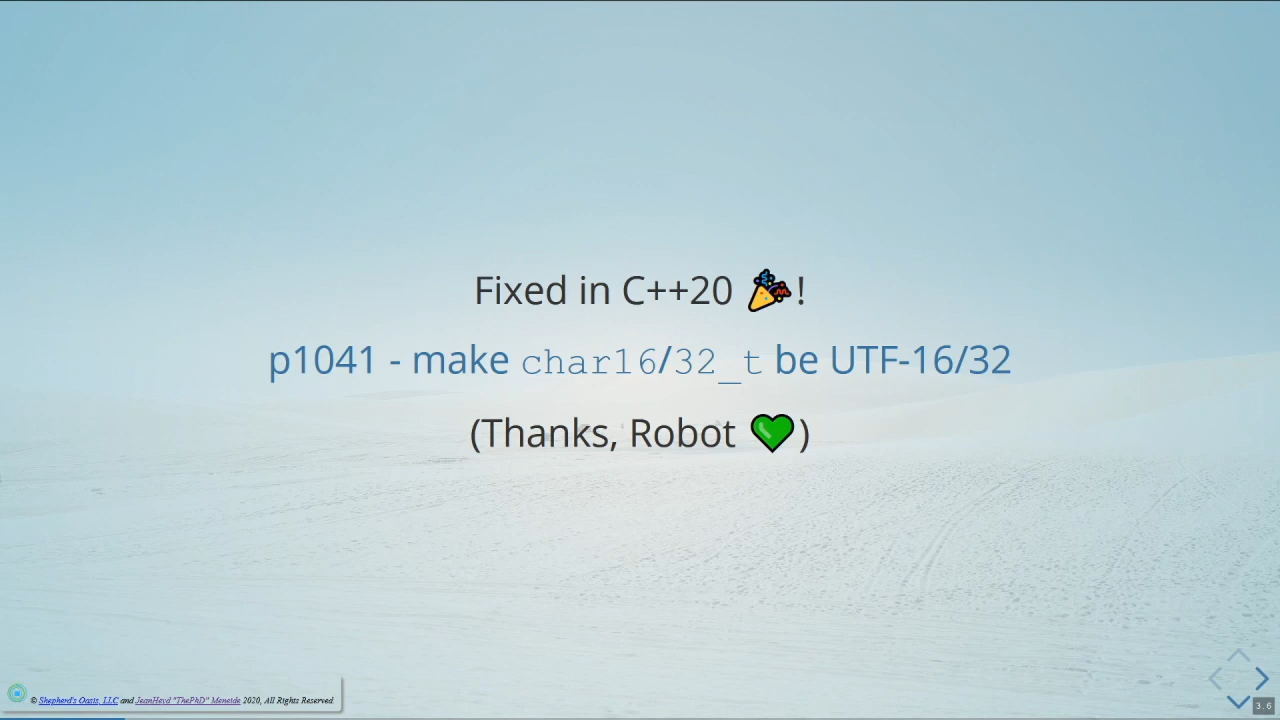 Fixed in C++20 🎉!
p1041 - make char16/32_t be UTF-16/32
(Thanks, Robot 💚)
© Shepherd's Oasis, LLC and JeanHeyd "ThePhD" Meneide 2020, All Rights Reserved
3.6